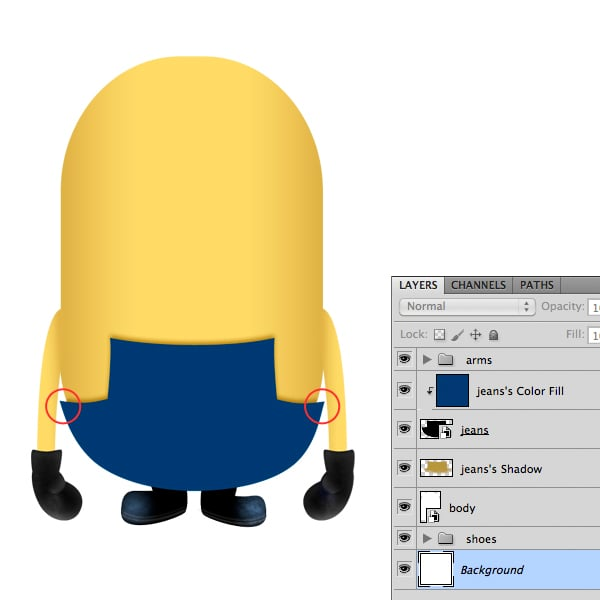 LAYERS CHANNELS PATHS
Normal Opacity:
Lock: Fill:
arms
jeans's Color Fill
jeans
jeans's Shadow
body
shoes
Background